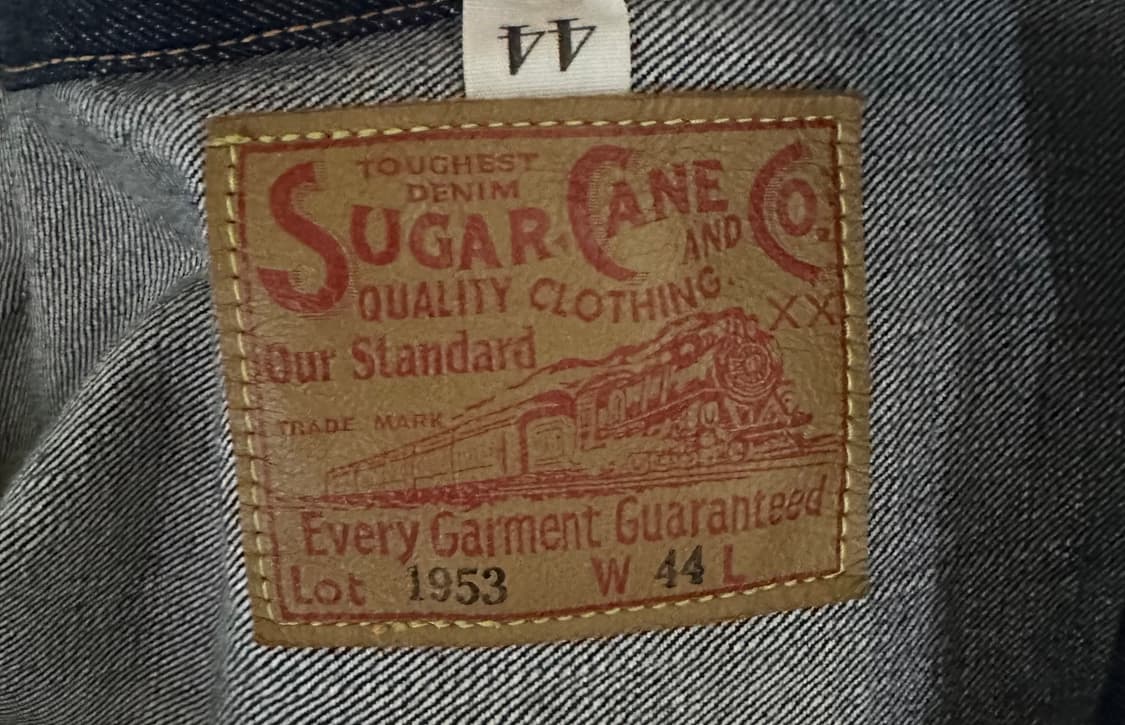 44
TOUGHEST
DENIM
SUGAR CANE CO.
AND
QUALITY CLOTHING.
XX
Our Standard
TRADE MARK
Every Garment Guaranteed
Lot 1953 W 44 L